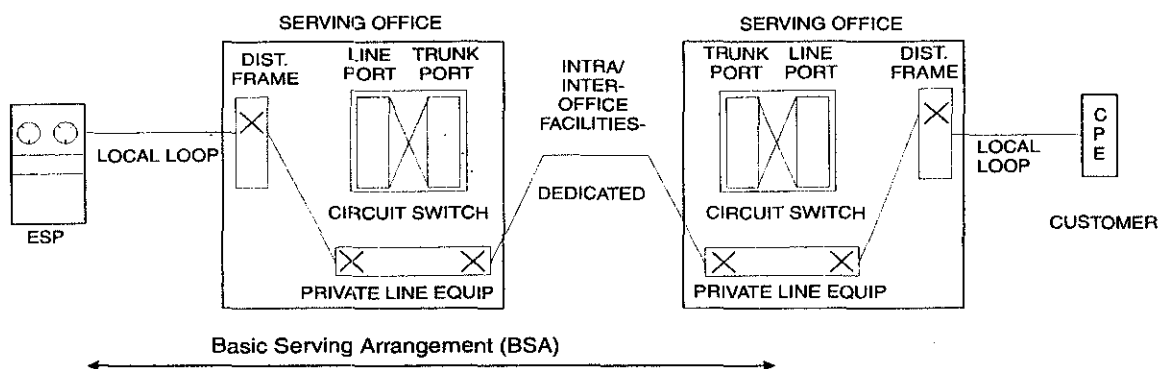 SERVING OFFICE
DIST.
FRAME
LINE
PORT
TRUNK
PORT
CIRCUIT SWITCH
PRIVATE LINE EQUIP
ESP
LOCAL LOOP
INTRA/
INTER-
OFFICE
FACILITIES-
DEDICATED
SERVING OFFICE
TRUNK
PORT
LINE
PORT
DIST.
FRAME
CIRCUIT SWITCH
PRIVATE LINE EQUIP
LOCAL
LOOP
C
P
E
CUSTOMER
Basic Serving Arrangement (BSA)